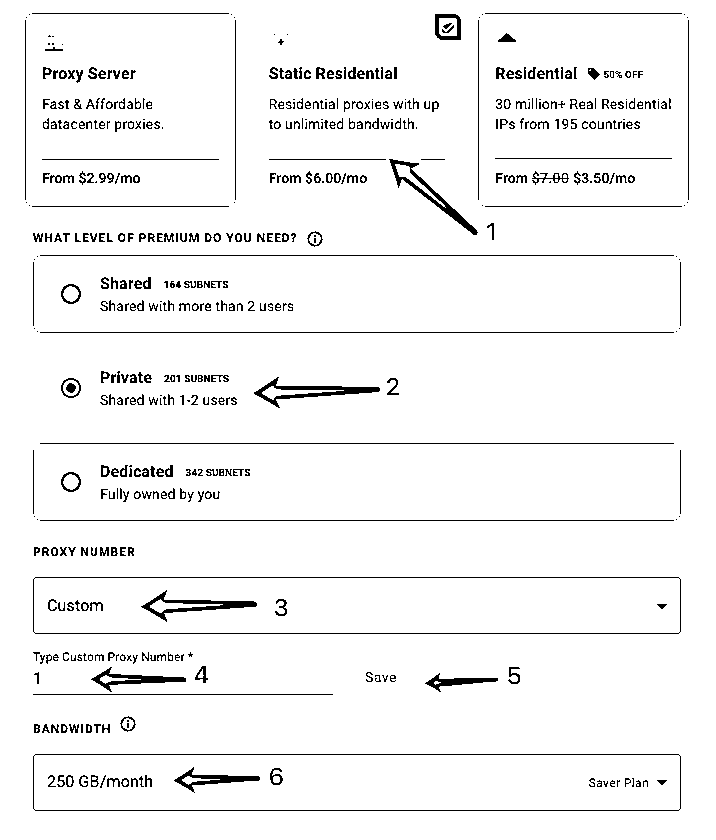 Proxy Server
Fast & Affordable
datacenter proxies.
From $2.99/mo
Static Residential
Residential proxies with up
to unlimited bandwidth.
From $6.00/mo
Residential 50% OFF
30 million+ Real Residential
IPs from 195 countries
From $7.00 $3.50/mo
1
WHAT LEVEL OF PREMIUM DO YOU NEED?
Shared 164 SUBNETS
Shared with more than 2 users
Private 201 SUBNETS
Shared with 1-2 users
2
Dedicated 342 SUBNETS
Fully owned by you
PROXY NUMBER
Custom 3
Type Custom Proxy Number *
1 4 Save 5
BANDWIDTH
250 GB/month 6 Saver Plan